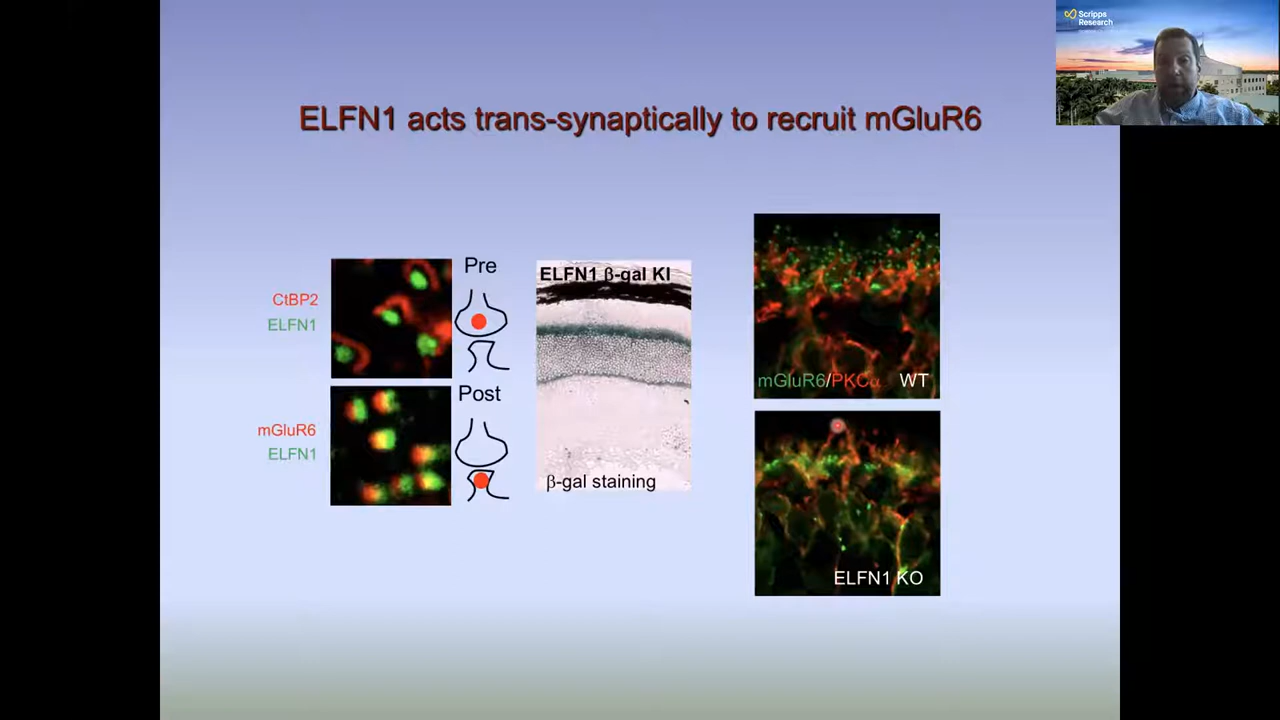 Scripps
Research
ELFN1 acts trans-synaptically to recruit mGluR6
CtBP2
ELFN1
Pre
mGluR6
ELFN1
Post
ELFN1 β-gal KI
β-gal staining
mGluR6/PKCα WT
ELFN1 KO